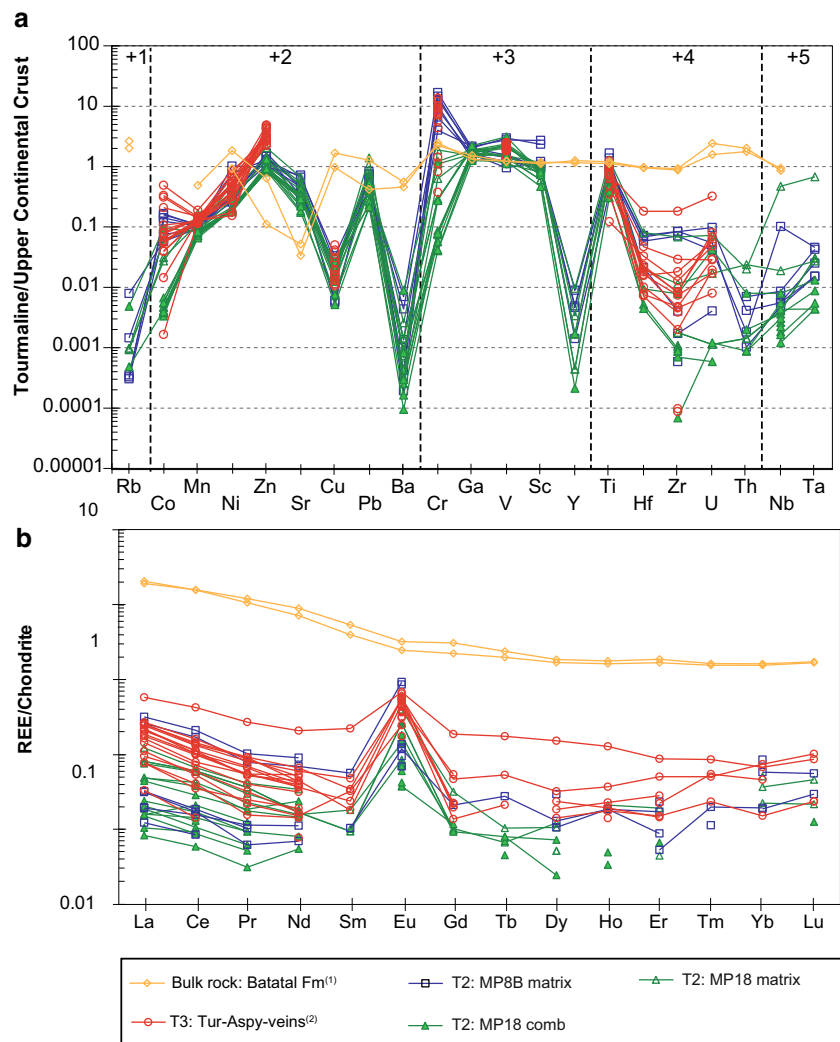 a
+1 +2 +3 +4 +5
100
10
1
0.1
0.01
0.001
0.0001
0.00001
Tourmaline/Upper Continental Crust
Rb Co Mn Ni Zn Sr Cu Pb Ba Cr Ga V Sc Y Ti Hf Zr U Th Nb Ta
b
10
1
0.1
0.01
REE/Chondrite
La Ce Pr Nd Sm Eu Gd Tb Dy Ho Er Tm Yb Lu
Bulk rock: Batatal Fm(1)
T2: MP8B matrix
T2: MP18 matrix
T3: Tur-Aspy-veins(2)
T2: MP18 comb